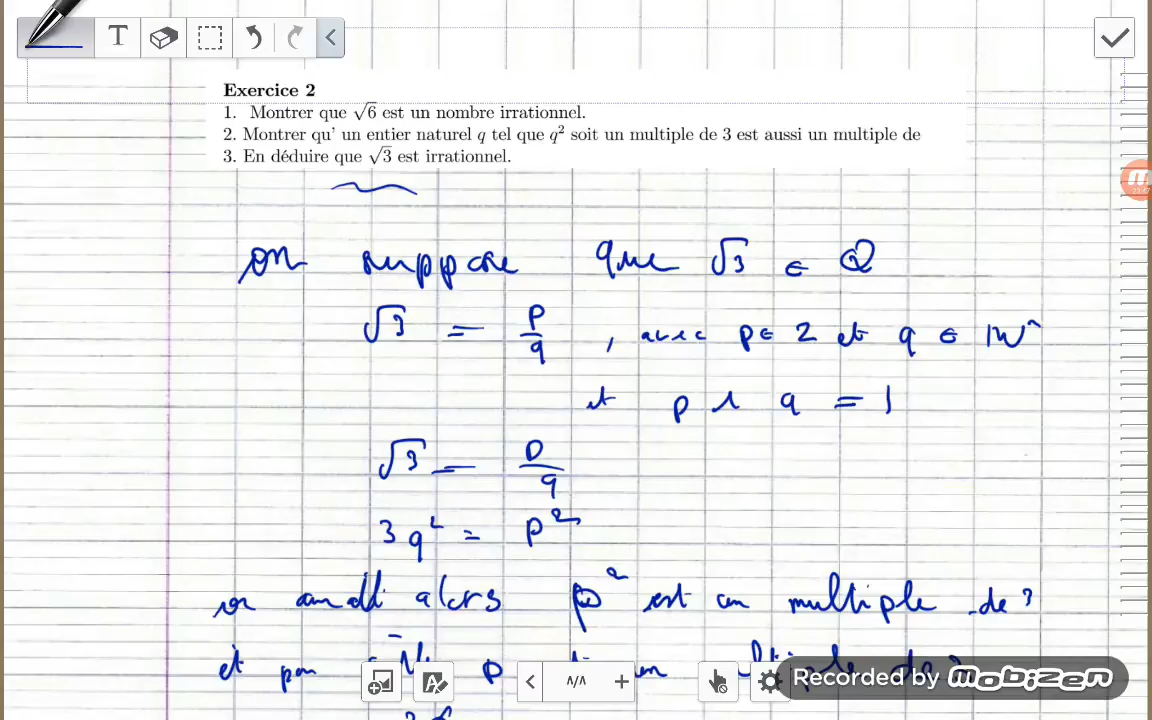 T
Exercice 2
1. Montrer que √6 est un nombre irrationnel.
2. Montrer qu' un entier naturel q tel que q² soit un multiple de 3 est aussi un multiple de
3. En déduire que √3 est irrationnel.
on suppose que √3 ∈ Q
√3 = p/q , avec p ∈ Z et q ∈ IN*
et p ∧ q = 1
√3 = p/q
3q² = p²
alors p² est un multiple de 3
et par p
Recorded by mobizen